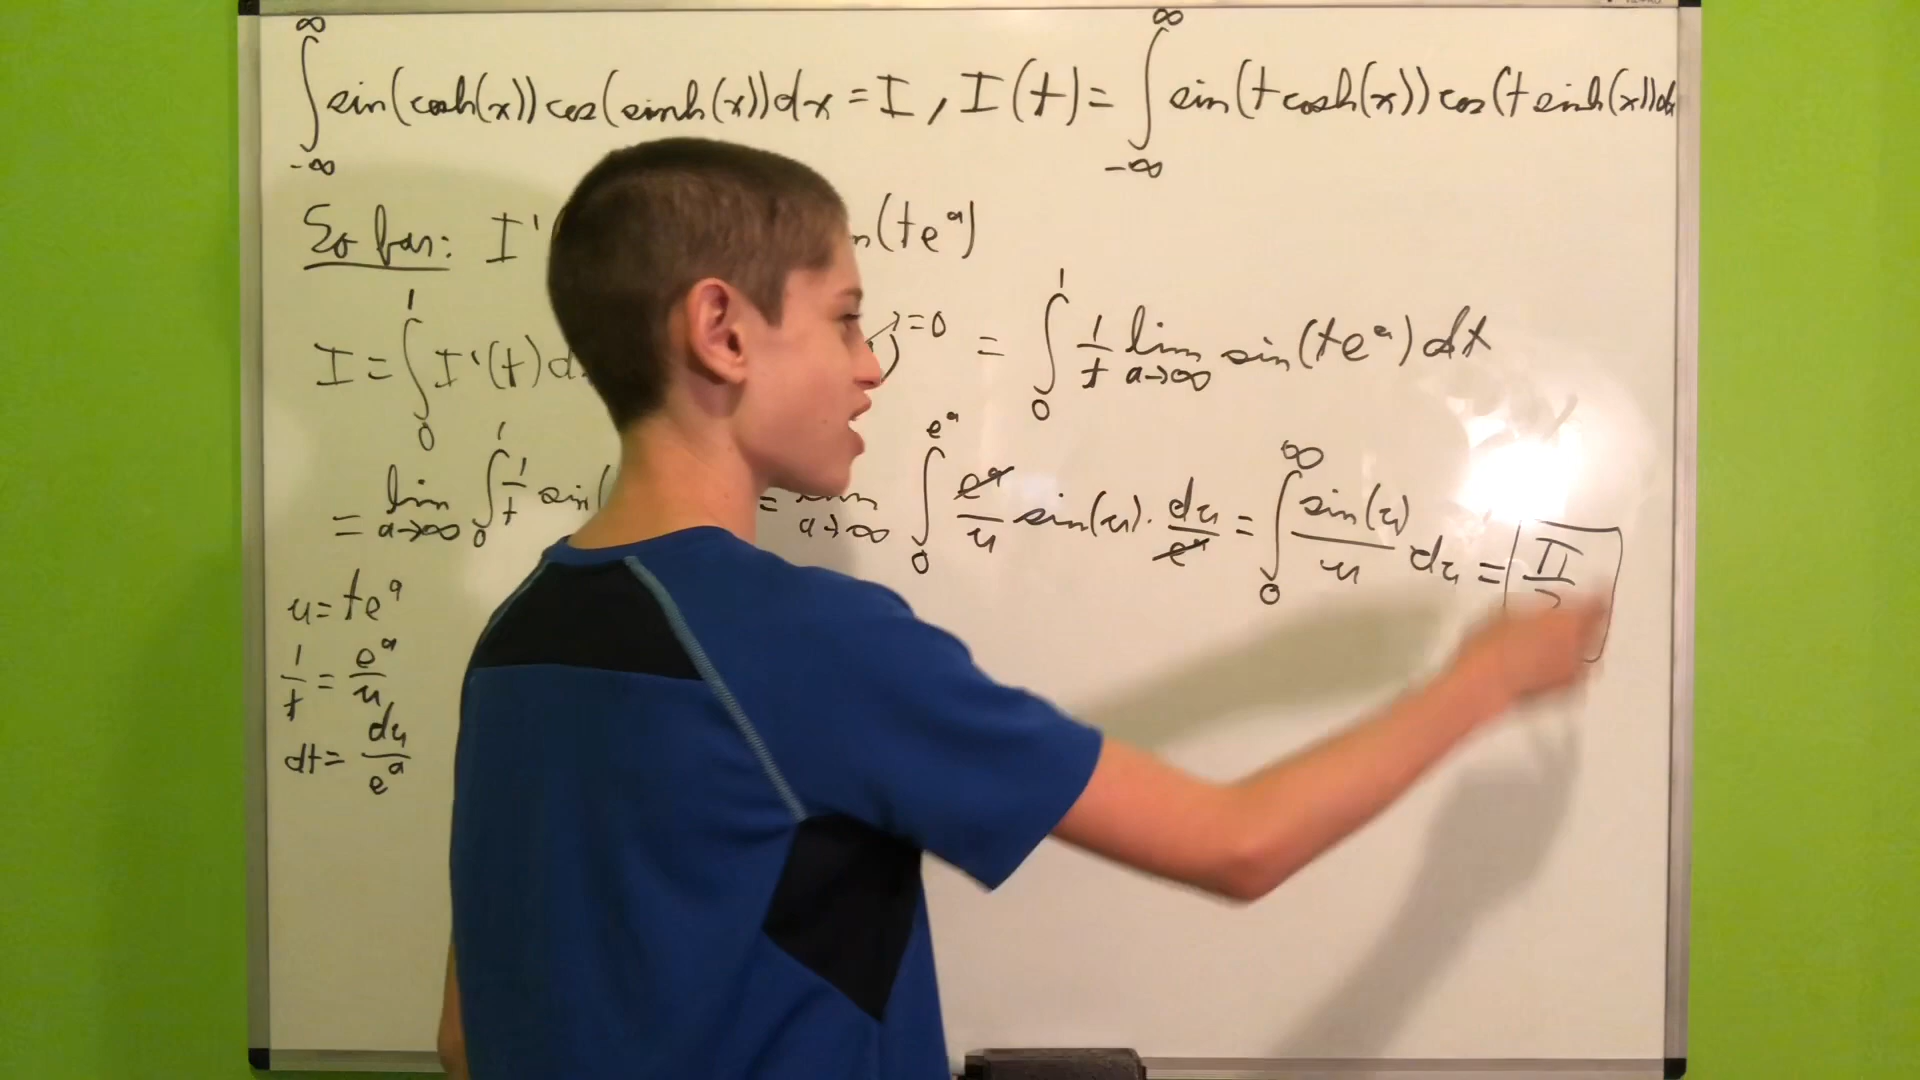 ∫_{-∞}^{∞} sin(cosh(x))cos(sinh(x))dx = I, I(t) = ∫_{-∞}^{∞} sin(t cosh(x))cos(t sinh(x))dx
So far: I' n(te^a)
I = ∫_0^1 I'(t)d ) = 0 = ∫_0^1 1/t lim_{a→∞} sin(te^a)dt
= lim_{a→∞} ∫_0^1 1/t sin( = lim_{a→∞} ∫_0^{e^a} e^a/u sin(u)·du/e^a = ∫_0^∞ sin(u)/u du = π/2
u = te^a
1/t = e^a/u
dt = du/e^a